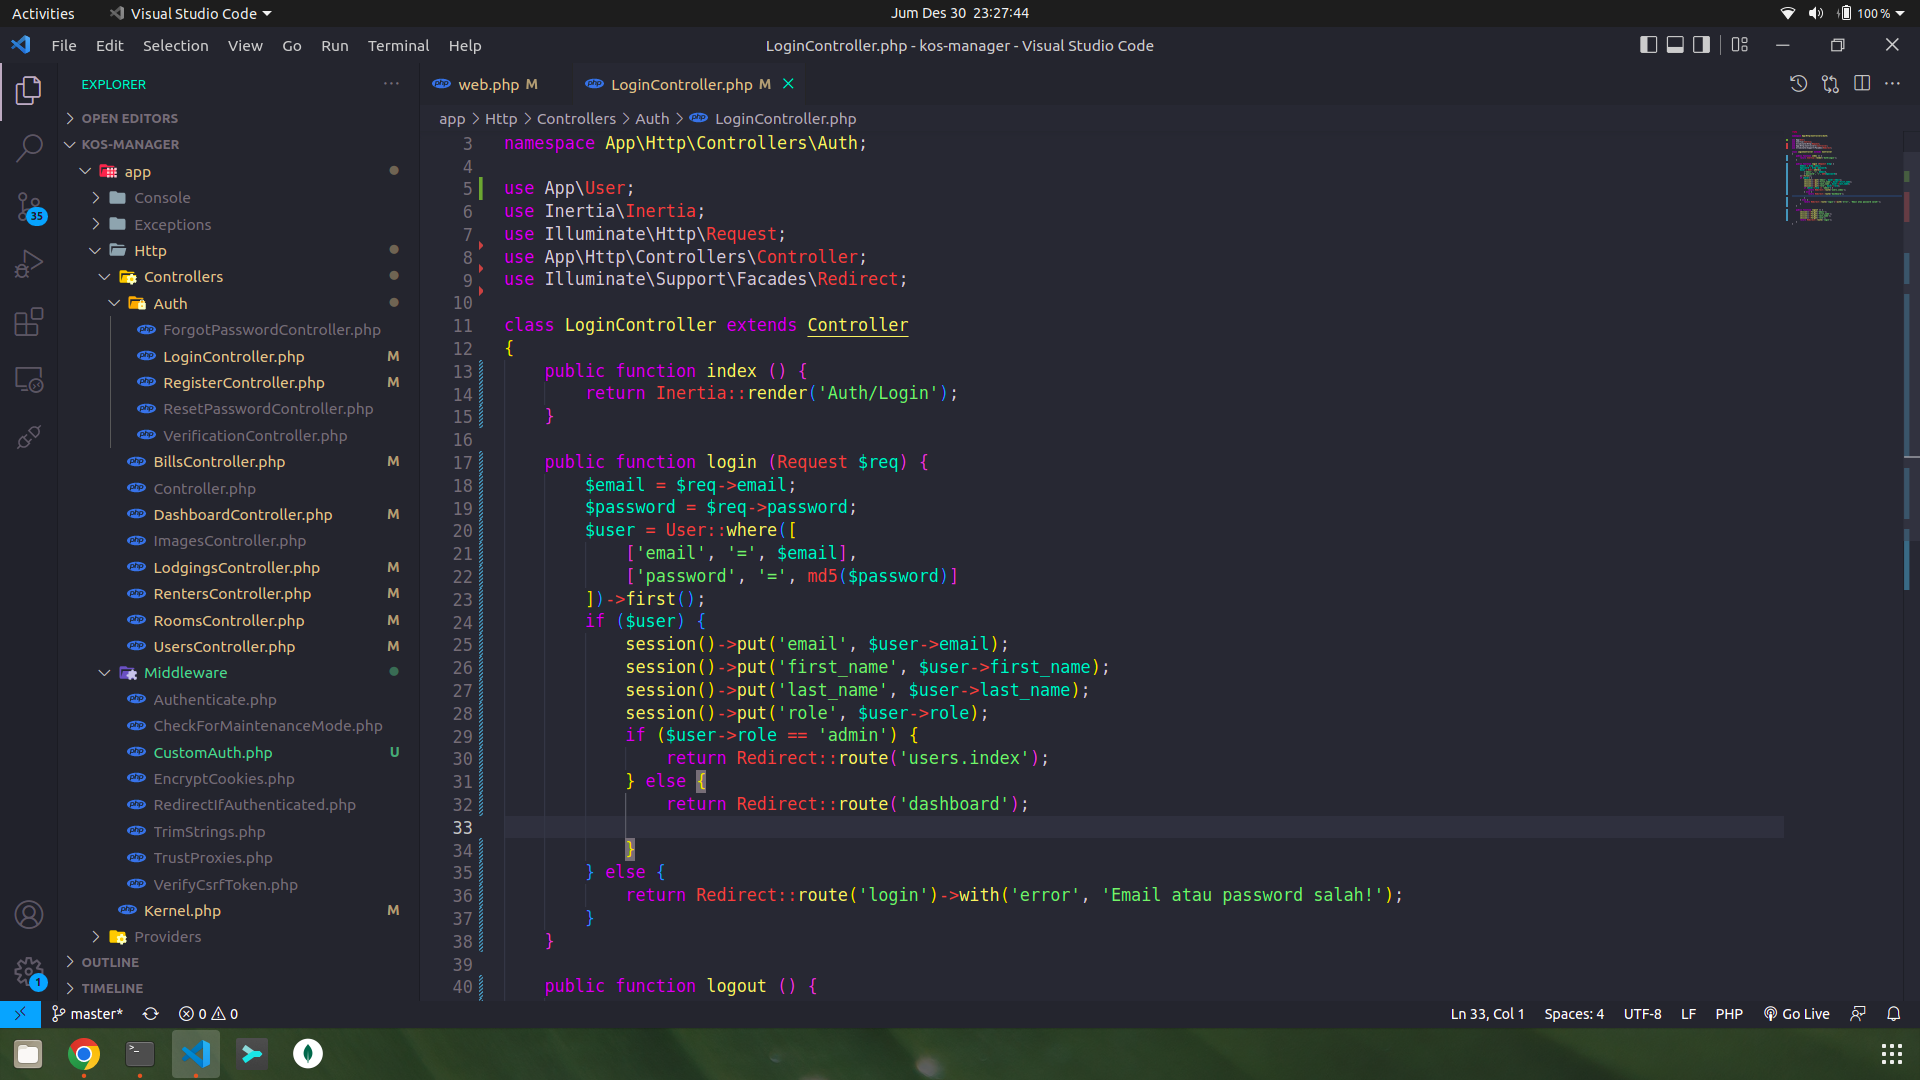 Activities
Visual Studio Code
Jum Des 30 23:27:44
100 %
File Edit Selection View Go Run Terminal Help
LoginController.php - kos-manager - Visual Studio Code
EXPLORER
OPEN EDITORS
KOS-MANAGER
app
Console
Exceptions
Http
Controllers
Auth
ForgotPasswordController.php
LoginController.php M
RegisterController.php M
ResetPasswordController.php
VerificationController.php
BillsController.php M
Controller.php
DashboardController.php M
ImagesController.php
LodgingsController.php M
RentersController.php M
RoomsController.php M
UsersController.php M
Middleware
Authenticate.php
CheckForMaintenanceMode.php
CustomAuth.php U
EncryptCookies.php
RedirectIfAuthenticated.php
TrimStrings.php
TrustProxies.php
VerifyCsrfToken.php
Kernel.php M
Providers
OUTLINE
TIMELINE
35
1
web.php M
LoginController.php M
app > Http > Controllers > Auth > LoginController.php
3 namespace App\Http\Controllers\Auth;
4
5 use App\User;
6 use Inertia\Inertia;
7 use Illuminate\Http\Request;
8 use App\Http\Controllers\Controller;
9 use Illuminate\Support\Facades\Redirect;
10
11 class LoginController extends Controller
12 {
13     public function index () {
14         return Inertia::render('Auth/Login');
15     }
16
17     public function login (Request $req) {
18         $email = $req->email;
19         $password = $req->password;
20         $user = User::where([
21             ['email', '=', $email],
22             ['password', '=', md5($password)]
23         ])->first();
24         if ($user) {
25             session()->put('email', $user->email);
26             session()->put('first_name', $user->first_name);
27             session()->put('last_name', $user->last_name);
28             session()->put('role', $user->role);
29             if ($user->role == 'admin') {
30                 return Redirect::route('users.index');
31             } else {
32                 return Redirect::route('dashboard');
33
34             }
35         } else {
36             return Redirect::route('login')->with('error', 'Email atau password salah!');
37         }
38     }
39
40     public function logout () {
master* 0 0
Ln 33, Col 1 Spaces: 4 UTF-8 LF PHP Go Live